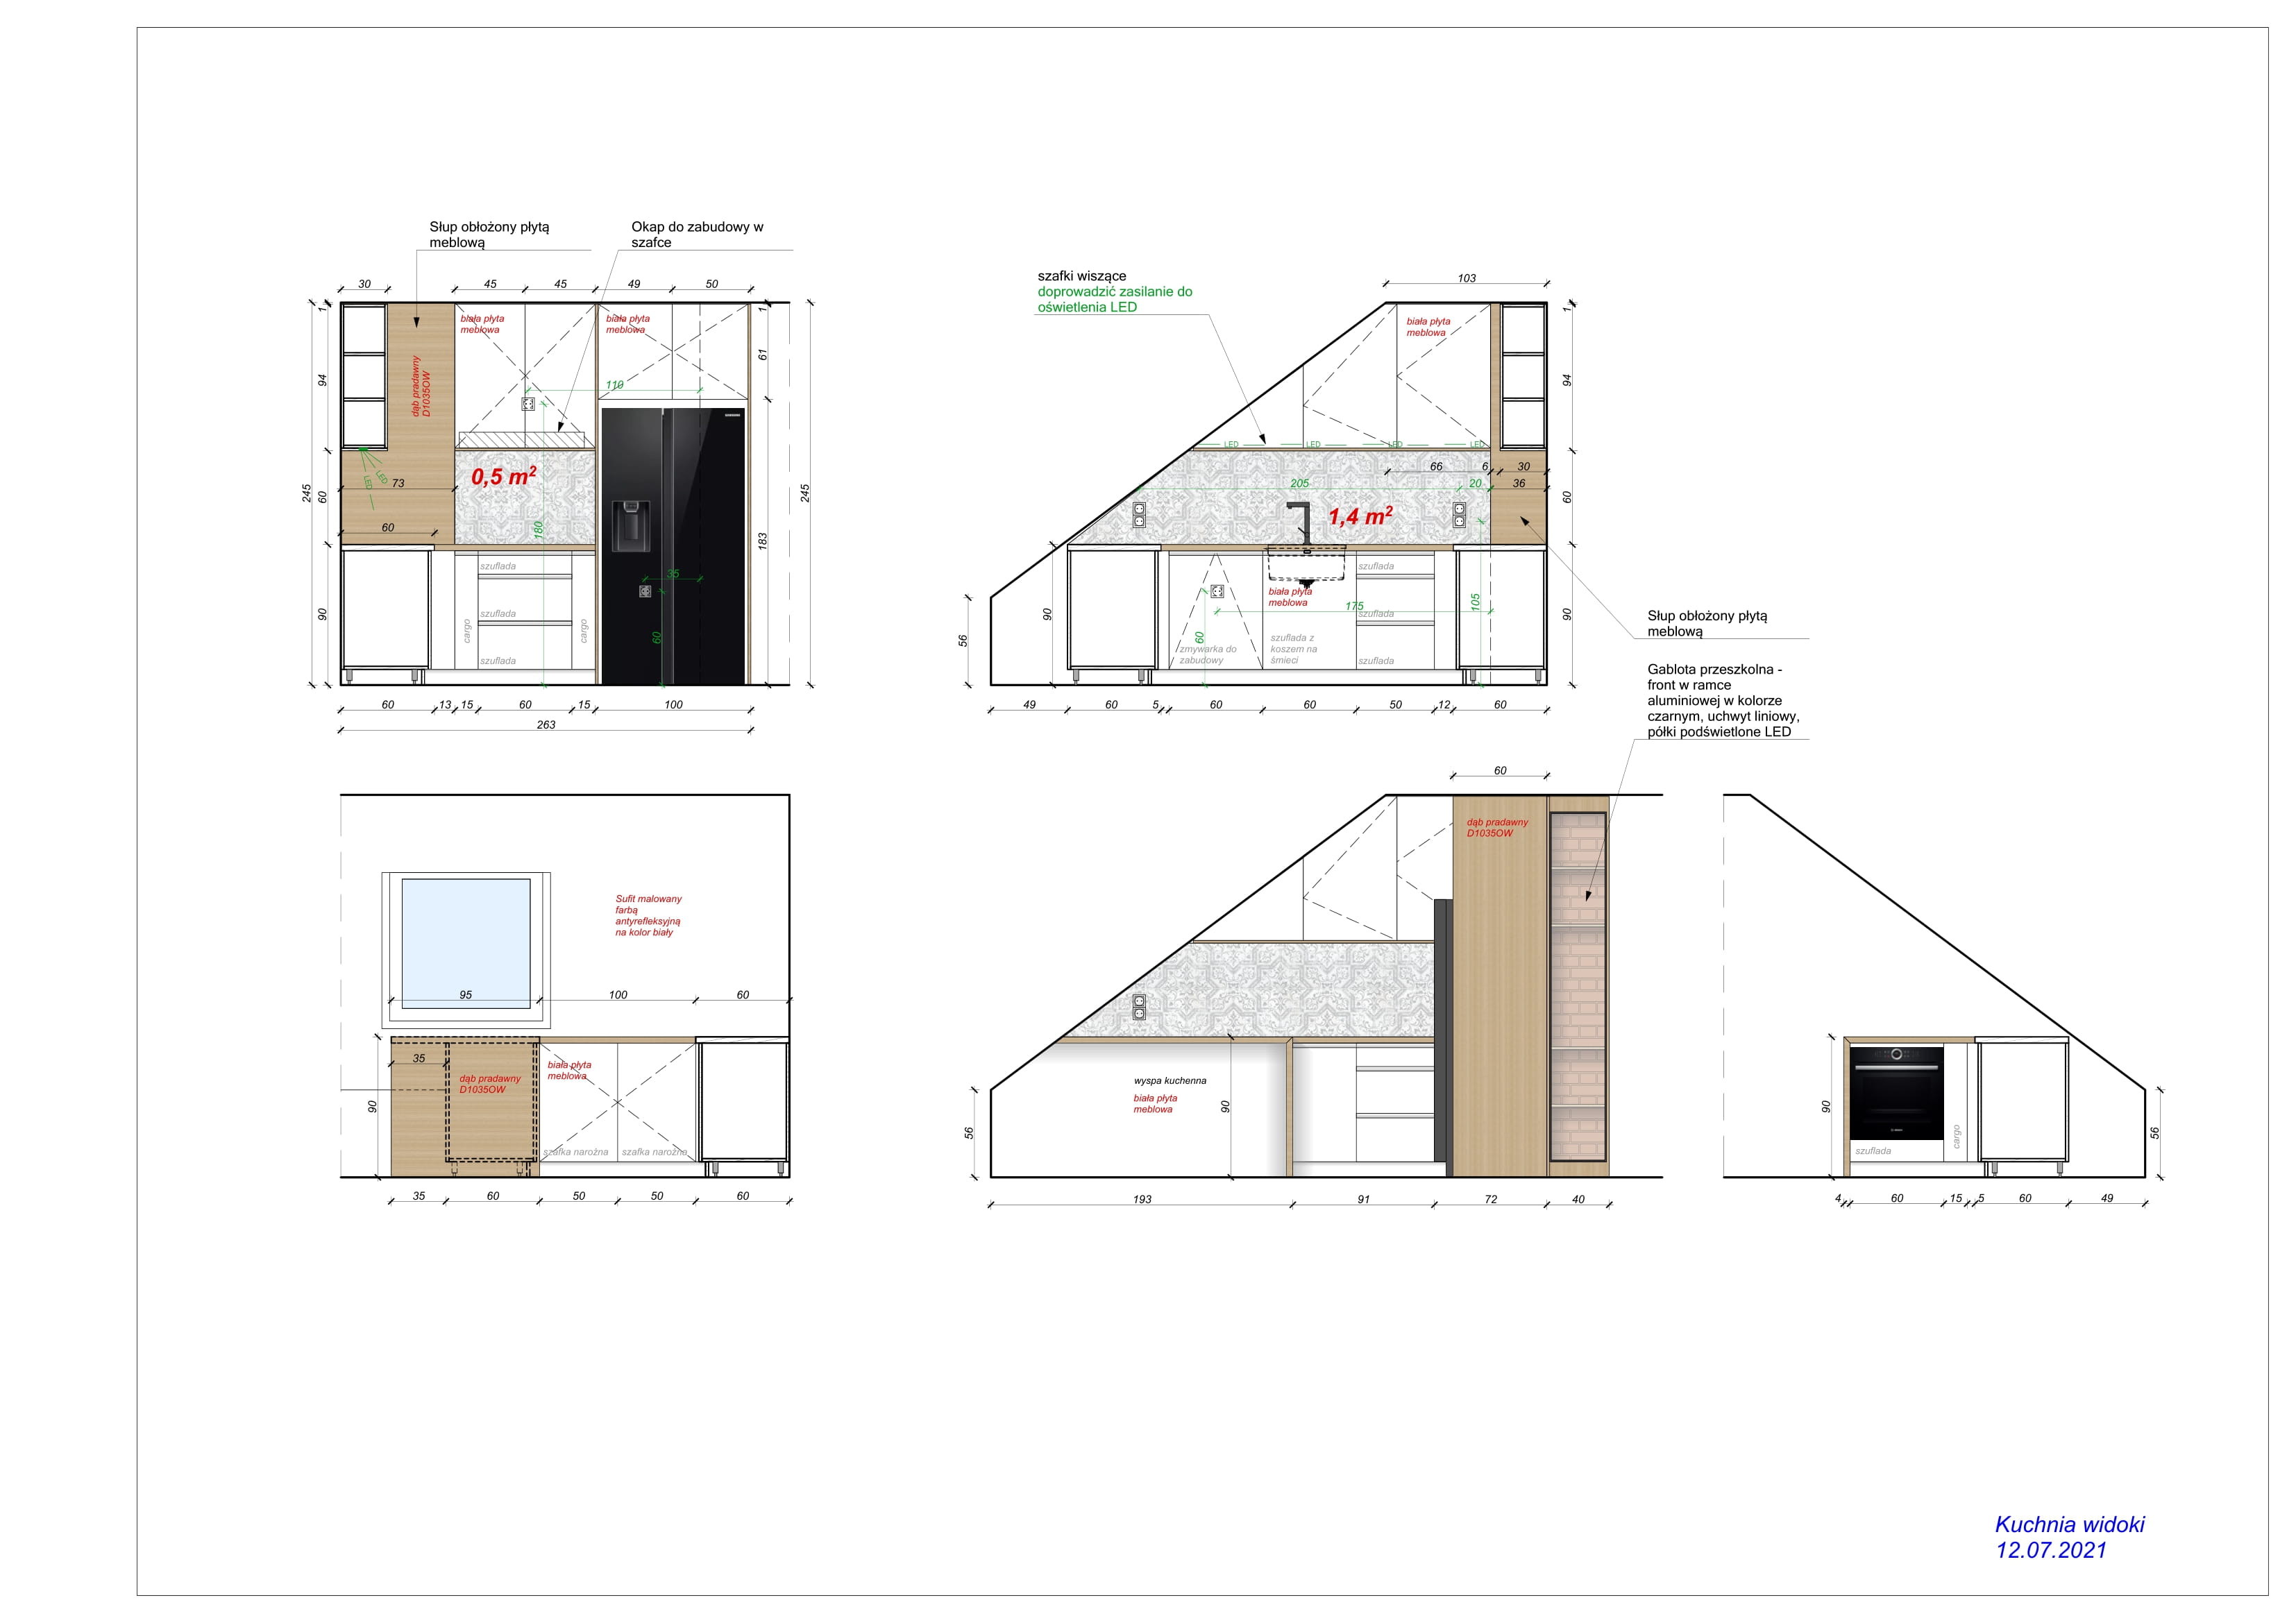 Słup obłożony płytą
meblową
Okap do zabudowy w
szafce
30
45
45
49
50
1
94
245
60
90
biała płyta
meblowa
biała płyta
meblowa
dąb pradawny
D1035OW
110
0,5 m²
LED
LED
73
60
180
35
60
szuflada
szuflada
szuflada
cargo
cargo
SAMSUNG
1
61
183
245
60
13
15
60
15
100
263
szafki wiszące
doprowadzić zasilanie do
oświetlenia LED
103
biała płyta
meblowa
LED
LED
LED
LED
66
6
30
205
20
36
1,4 m²
1
94
60
90
56
90
szuflada
szuflada
szuflada
biała płyta
meblowa
175
105
60
zmywarka do
zabudowy
szuflada z
koszem na
śmieci
49
60
5
60
60
50
12
60
Słup obłożony płytą
meblową
Gablota przeszkolna -
front w ramce
aluminiowej w kolorze
czarnym, uchwyt liniowy,
półki podświetlone LED
Sufit malowany
farbą
antyrefleksyjną
na kolor biały
95
100
60
35
90
dąb pradawny
D1035OW
biała płyta
meblowa
szafka narożna
szafka narożna
35
60
50
50
60
60
dąb pradawny
D1035OW
wyspa kuchenna
biała płyta
meblowa
90
56
193
91
72
40
90
szuflada
cargo
56
4
60
15
5
60
49
Kuchnia widoki
12.07.2021